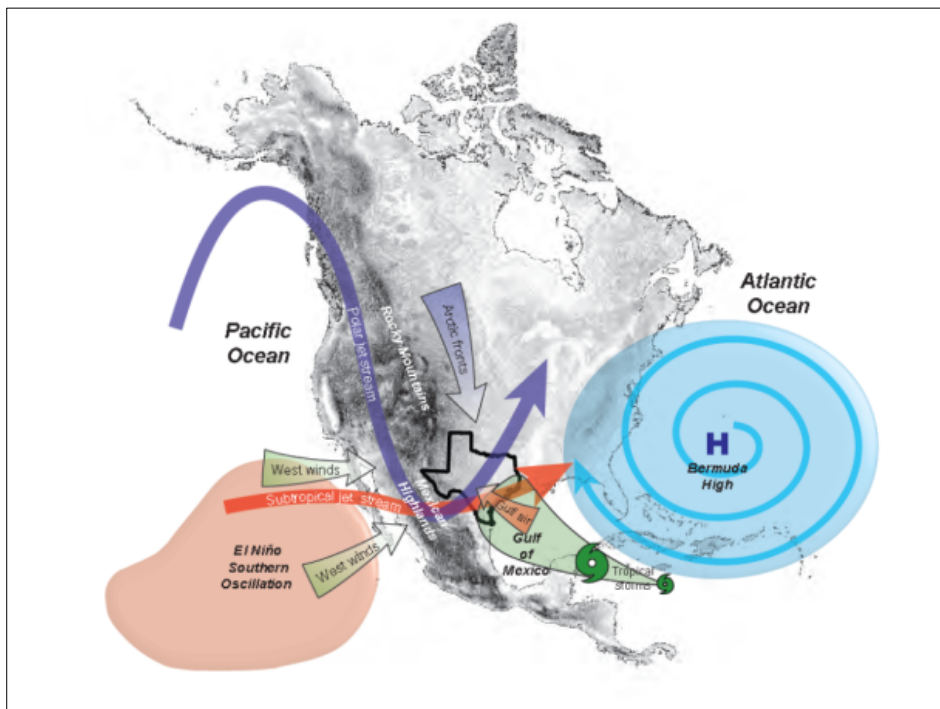 Atlantic
Ocean
Pacific
Ocean
Polar jet stream
Rocky Mountains
Arctic fronts
H
Bermuda
High
West winds
Subtropical jet stream
Mexican
Highlands
Gulf air
Gulf
of
Mexico
El Niño
Southern
Oscillation
West winds
Tropical
storms